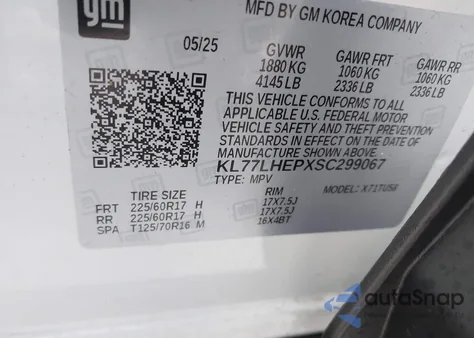 gm
MFD BY GM KOREA COMPANY
05/25
GVWR GAWR FRT GAWR RR
1880 KG 1060 KG 1060 KG
4145 LB 2336 LB 2336 LB
THIS VEHICLE CONFORMS TO ALL
APPLICABLE U.S. FEDERAL MOTOR
VEHICLE SAFETY AND THEFT PREVENTION
STANDARDS IN EFFECT ON THE DATE OF
KL77LHEPXSC299067
TYPE: MPV MODEL: X71TU58
TIRE SIZE RIM
FRT 225/60R17 H 17X7.5J
RR 225/60R17 H 17X7.5J
SPA T125/70R16 M 16X4BT
autoSnap